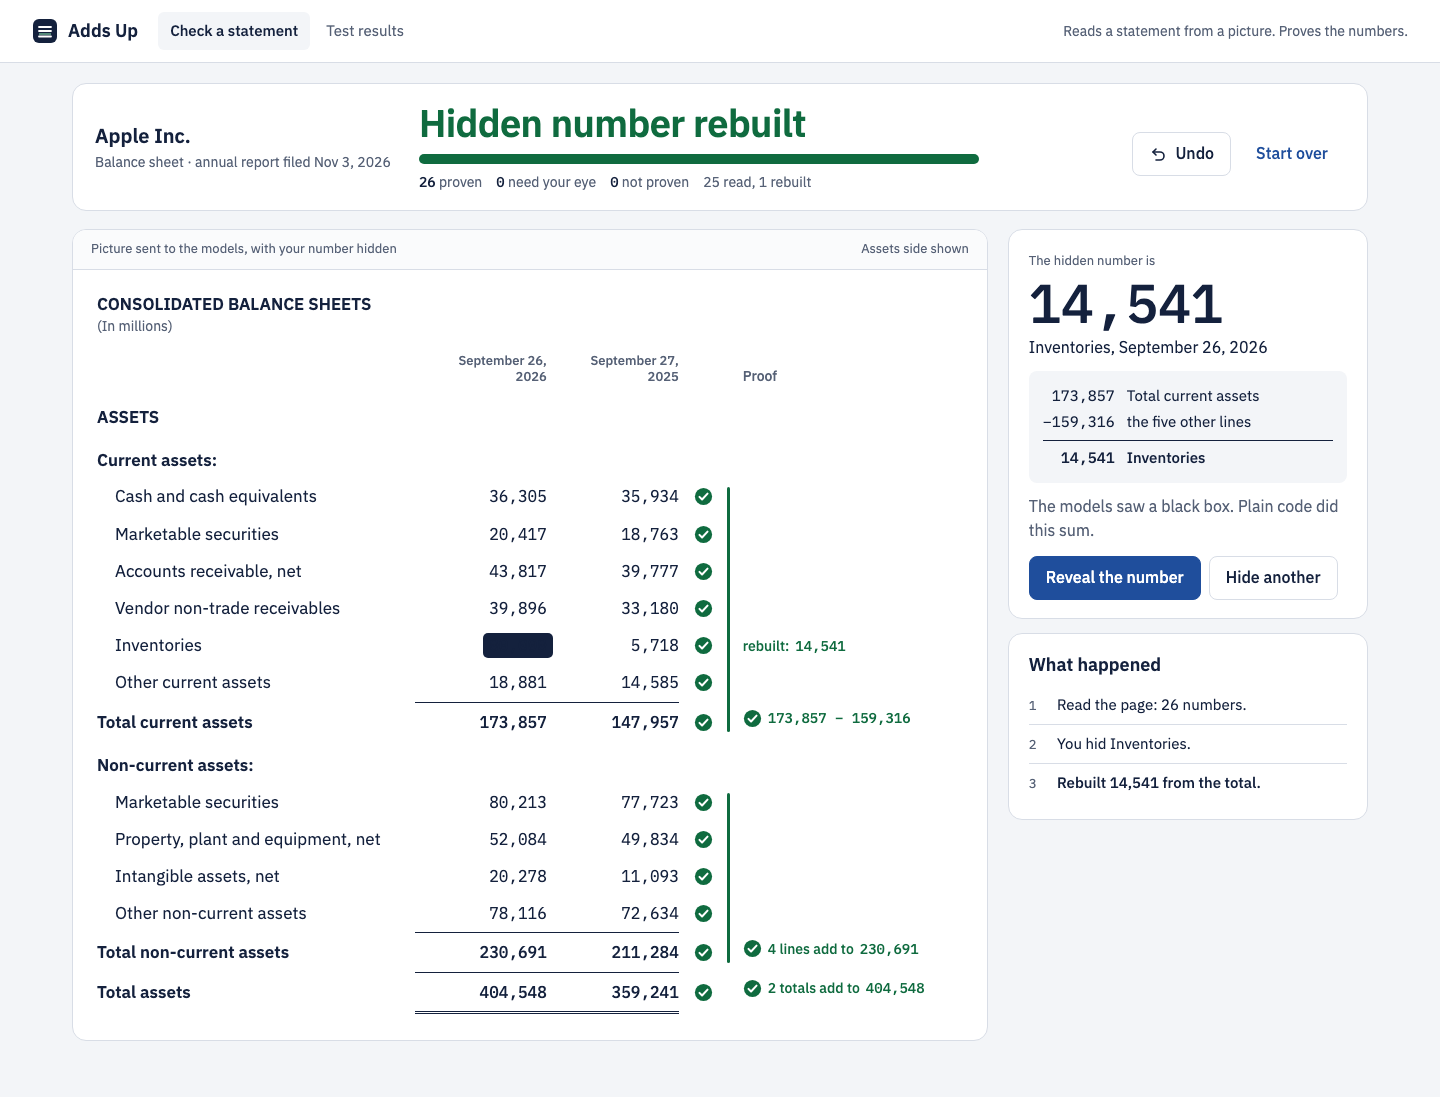 Adds Up
Check a statement
Test results
Reads a statement from a picture. Proves the numbers.
Apple Inc.
Balance sheet · annual report filed Nov 3, 2026
Hidden number rebuilt
26 proven 0 need your eye 0 not proven 25 read, 1 rebuilt
Undo
Start over
Picture sent to the models, with your number hidden
Assets side shown
CONSOLIDATED BALANCE SHEETS
(In millions)
September 26, September 27,
2026 2025 Proof
ASSETS
Current assets:
Cash and cash equivalents 36,305 35,934
Marketable securities 20,417 18,763
Accounts receivable, net 43,817 39,777
Vendor non-trade receivables 39,896 33,180
Inventories 5,718 rebuilt: 14,541
Other current assets 18,881 14,585
Total current assets 173,857 147,957 173,857 − 159,316
Non-current assets:
Marketable securities 80,213 77,723
Property, plant and equipment, net 52,084 49,834
Intangible assets, net 20,278 11,093
Other non-current assets 78,116 72,634
Total non-current assets 230,691 211,284 4 lines add to 230,691
Total assets 404,548 359,241 2 totals add to 404,548
The hidden number is
14,541
Inventories, September 26, 2026
173,857 Total current assets
−159,316 the five other lines
14,541 Inventories
The models saw a black box. Plain code did
this sum.
Reveal the number
Hide another
What happened
1 Read the page: 26 numbers.
2 You hid Inventories.
3 Rebuilt 14,541 from the total.